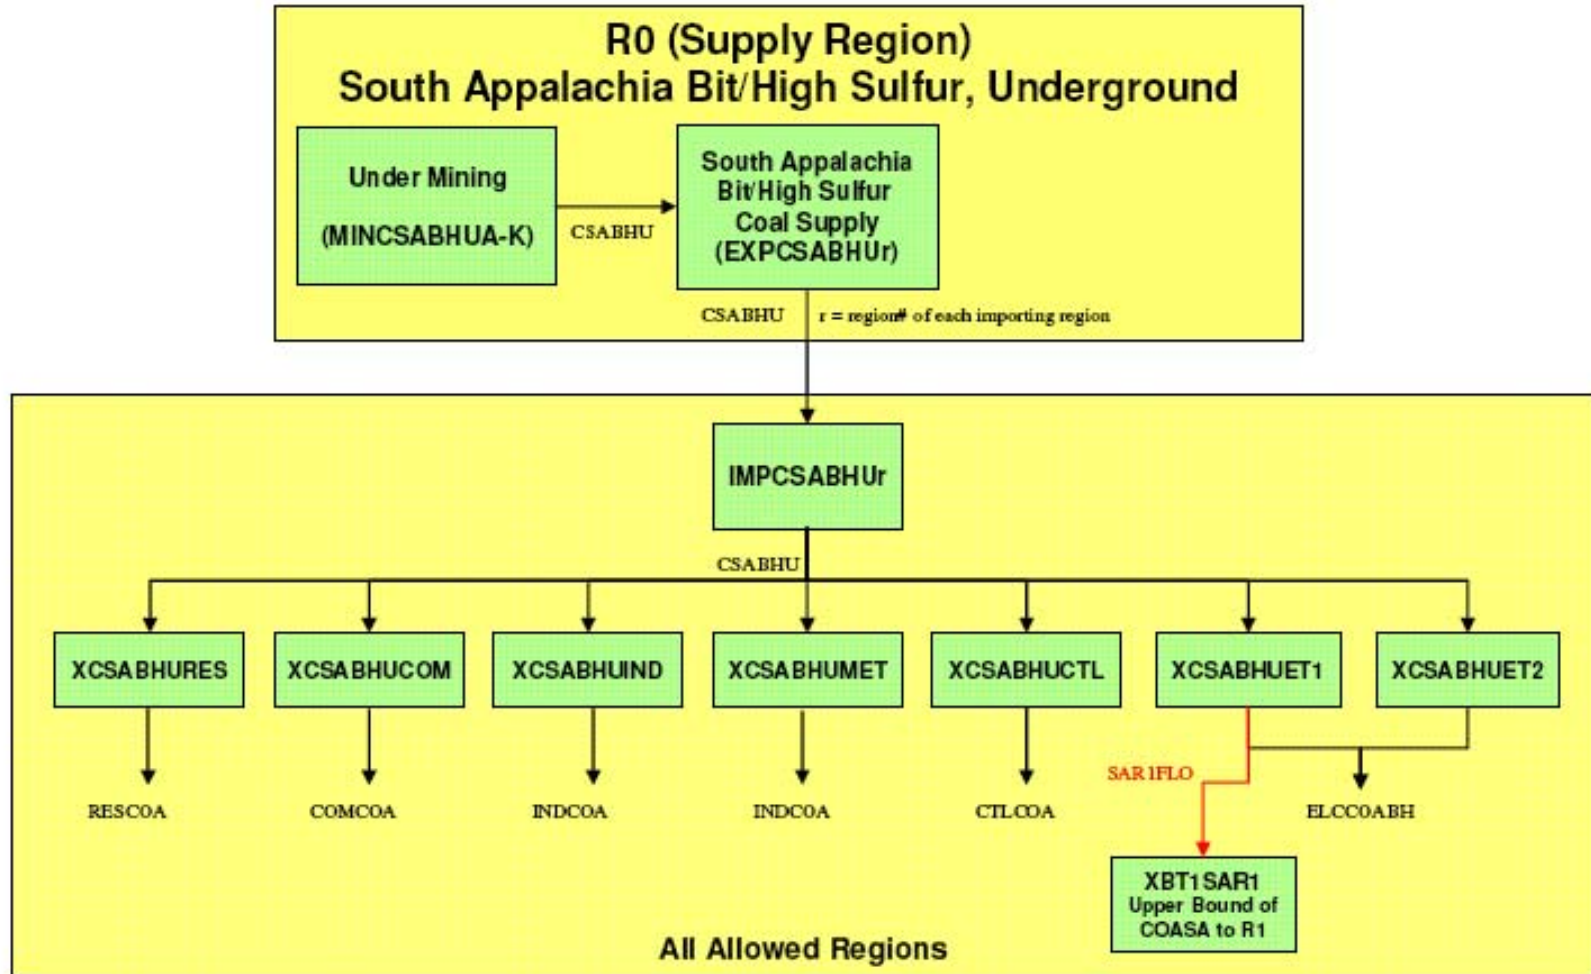 R0 (Supply Region)
South Appalachia Bit/High Sulfur, Underground
Under Mining
(MINCSABHUA-K)
CSABHU
South Appalachia
Bit/High Sulfur
Coal Supply
(EXPCSABHUr)
CSABHU
r = region# of each importing region
IMPCSABHUr
CSABHU
XCSABHURES
XCSABHUCOM
XCSABHUIND
XCSABHUMET
XCSABHUCTL
XCSABHUET1
XCSABHUET2
SAR1FLO
RESCOA
COMCOA
INDCOA
INDCOA
CTLCOA
ELCCOABH
XBT1SAR1
Upper Bound of
COASA to R1
All Allowed Regions